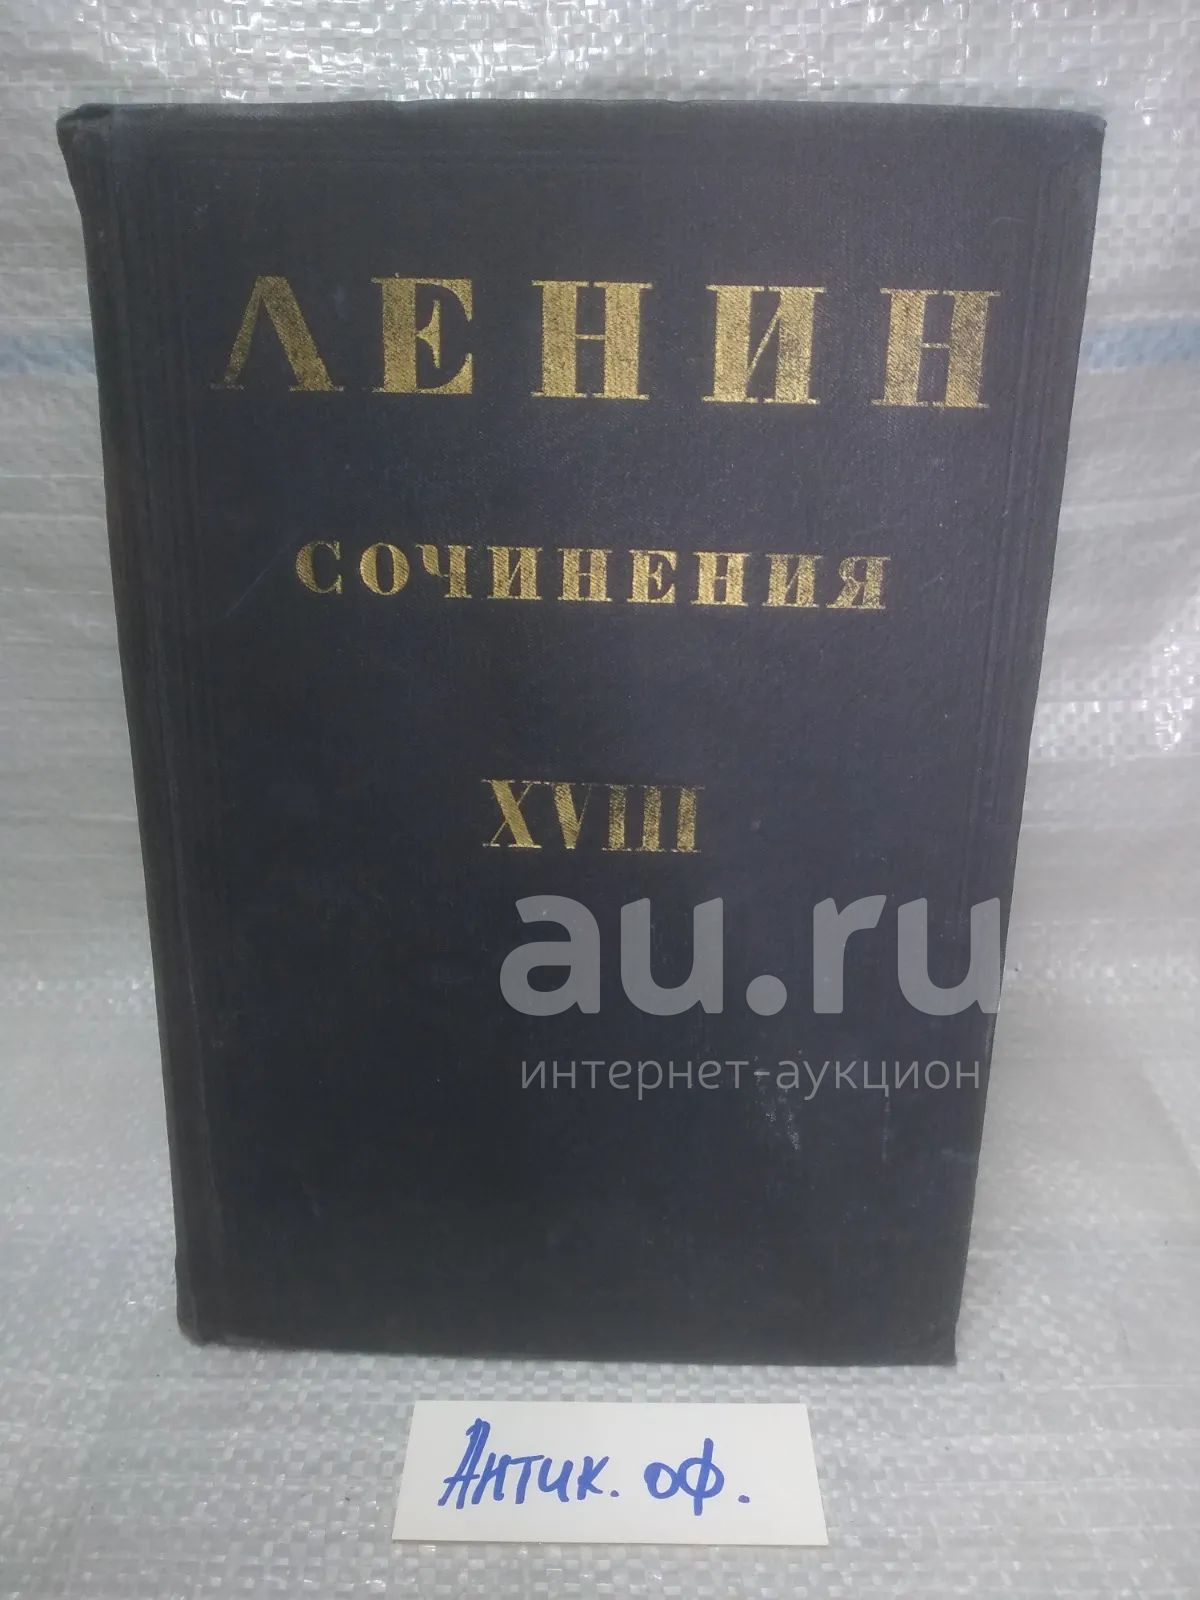 ЛЕНИН
СОЧИНЕНИЯ
XVIII
au.ru
интернет-аукцион
Антик. оф.